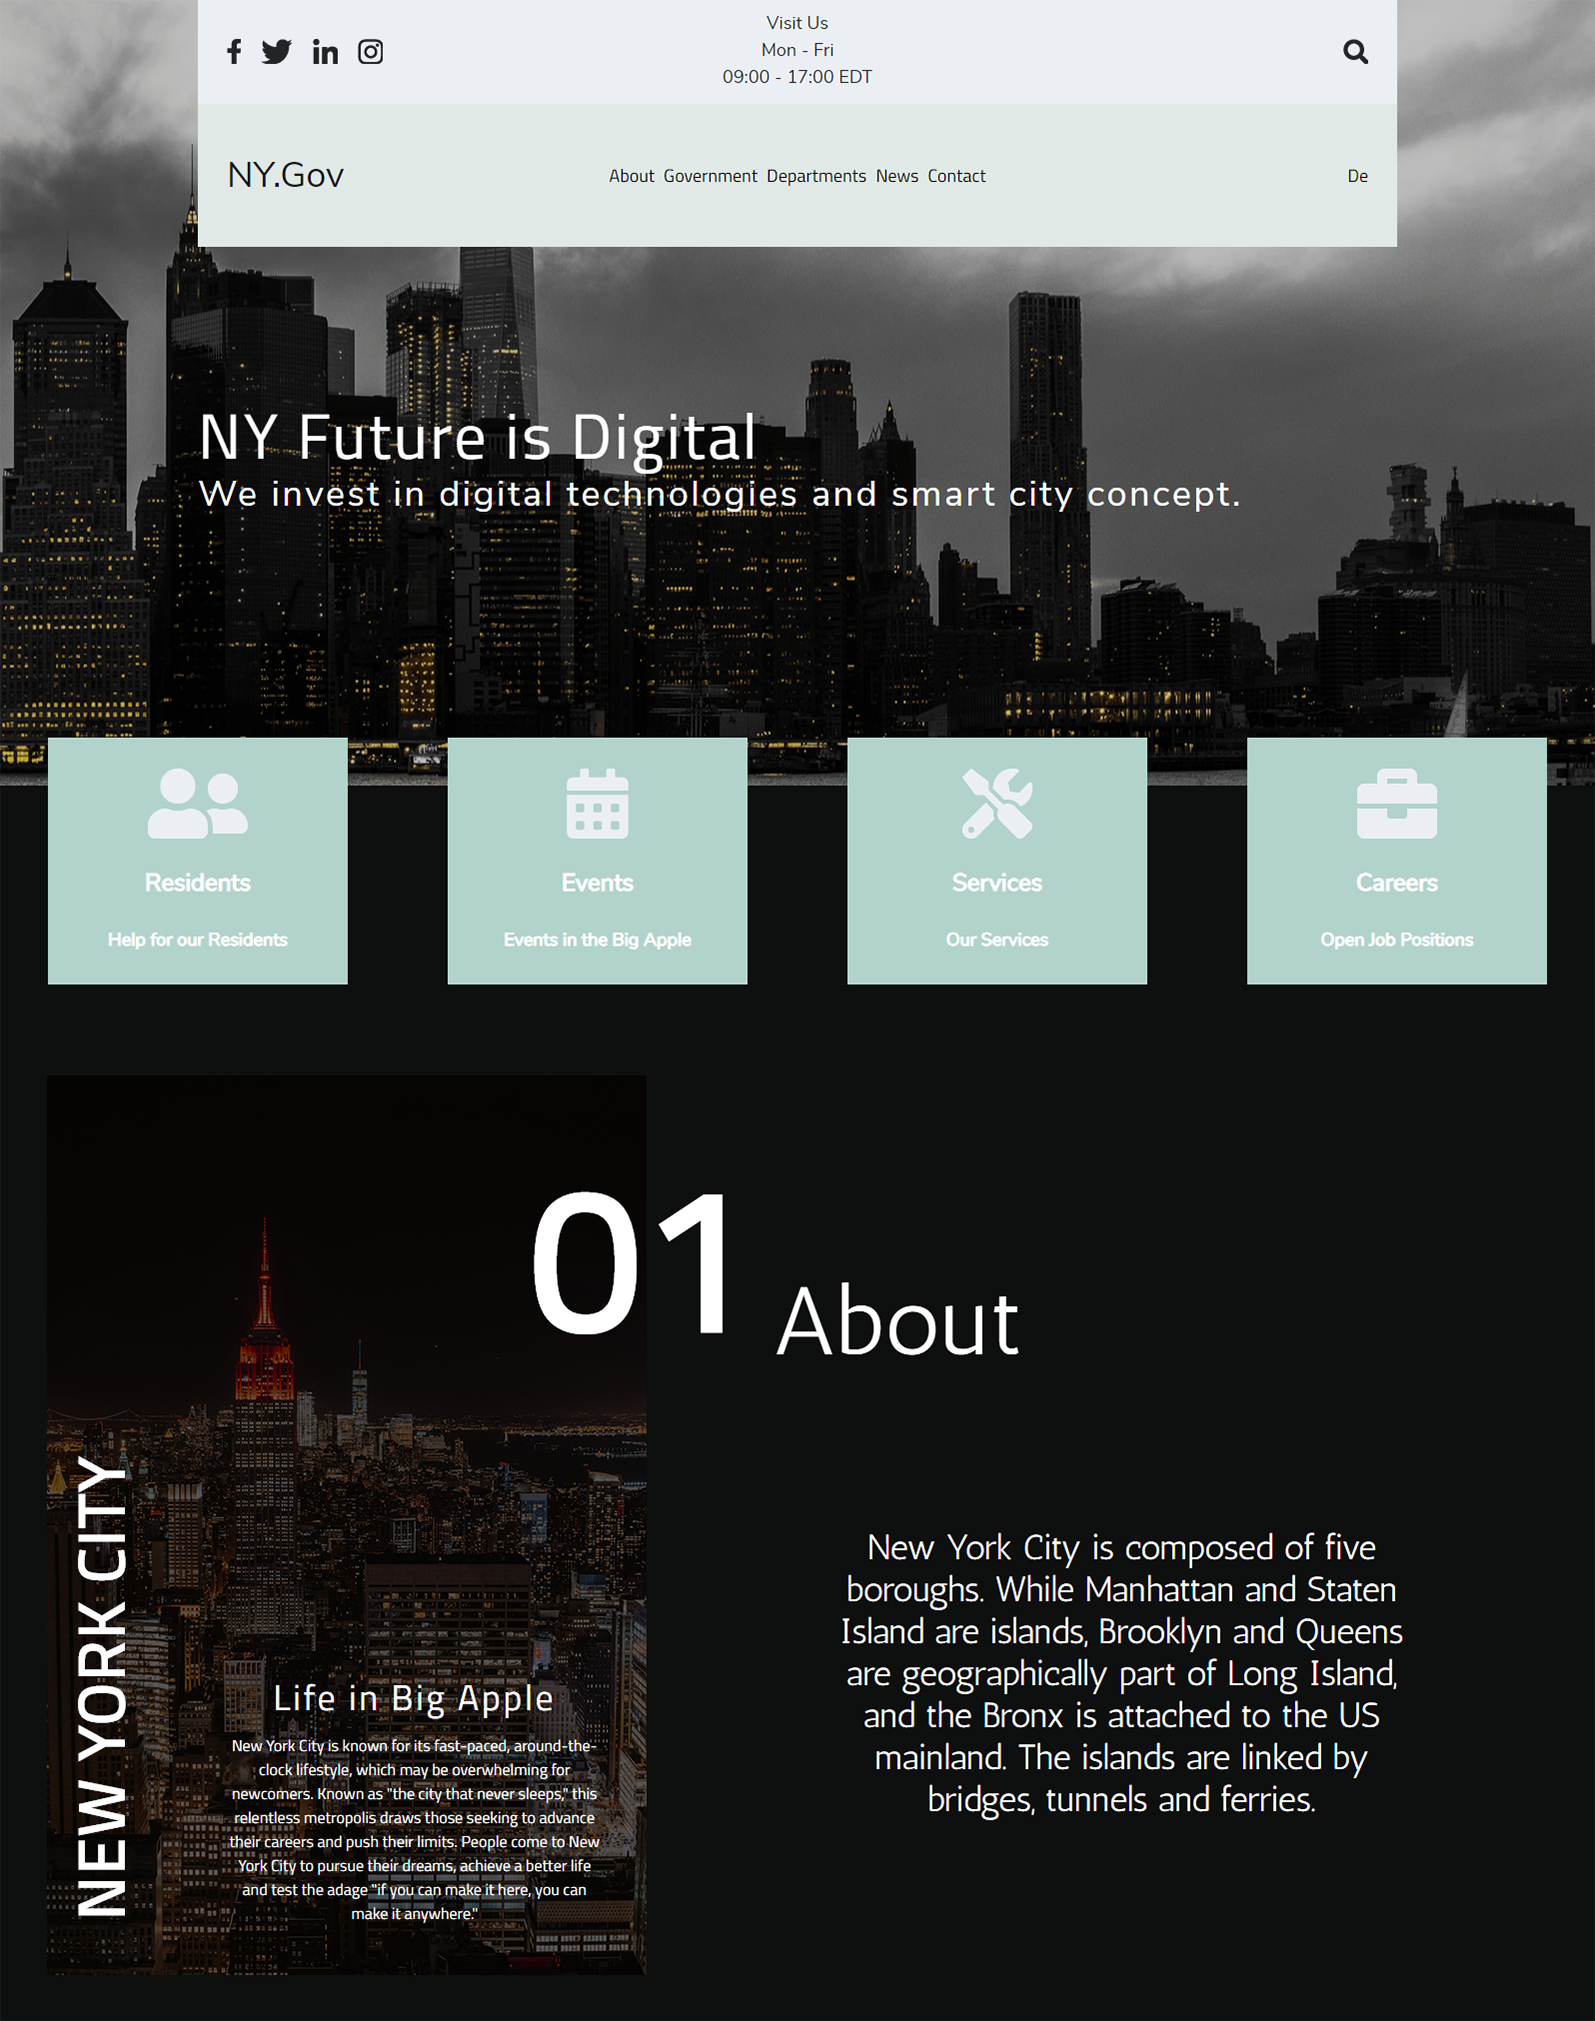 Visit Us
Mon - Fri
09:00 - 17:00 EDT
NY.Gov
About Government Departments News Contact
De
NY Future is Digital
We invest in digital technologies and smart city concept.
Residents
Help for our Residents
Events
Events in the Big Apple
Services
Our Services
Careers
Open Job Positions
01
About
NEW YORK CITY
Life in Big Apple
New York City is known for its fast-paced, around-the-
clock lifestyle, which may be overwhelming for
newcomers. Known as "the city that never sleeps," this
relentless metropolis draws those seeking to advance
their careers and push their limits. People come to New
York City to pursue their dreams, achieve a better life
and test the adage "if you can make it here, you can
make it anywhere."
New York City is composed of five
boroughs. While Manhattan and Staten
Island are islands, Brooklyn and Queens
are geographically part of Long Island,
and the Bronx is attached to the US
mainland. The islands are linked by
bridges, tunnels and ferries.